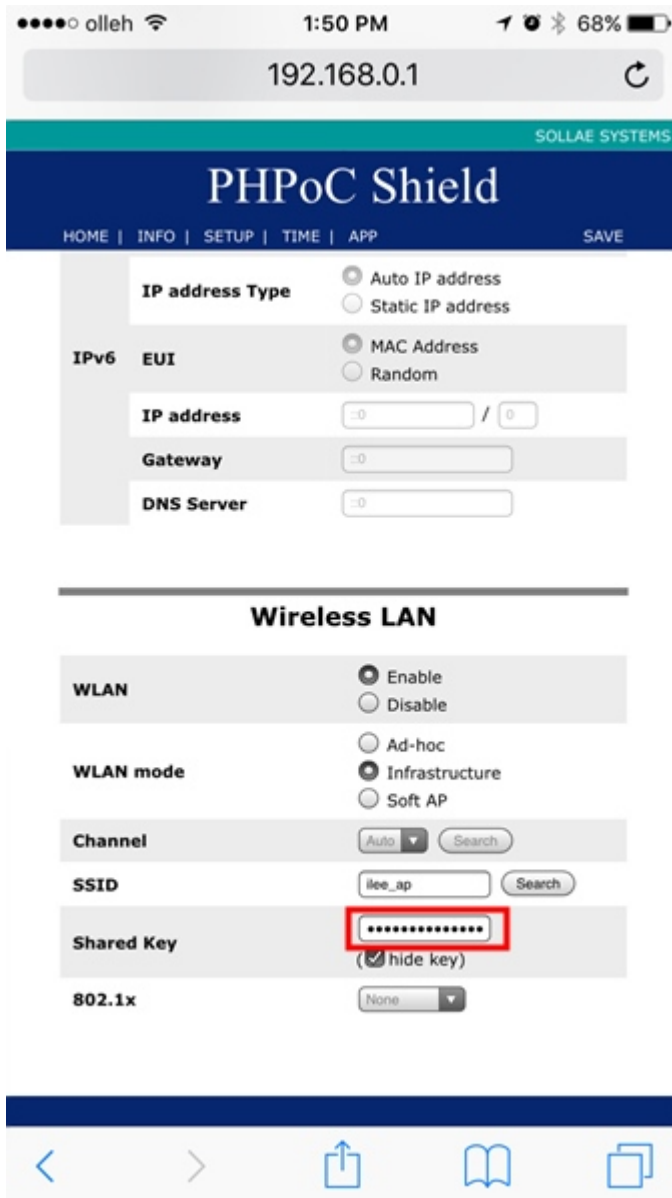 olleh 1:50 PM 68%
192.168.0.1
SOLLAE SYSTEMS
PHPoC Shield
HOME | INFO | SETUP | TIME | APP SAVE
IP address Type
Auto IP address
Static IP address
IPv6
EUI
MAC Address
Random
IP address ::0 / 0
Gateway ::0
DNS Server ::0
Wireless LAN
WLAN
Enable
Disable
WLAN mode
Ad-hoc
Infrastructure
Soft AP
Channel Auto Search
SSID ilee_ap Search
Shared Key ••••••••••••••
(hide key)
802.1x None